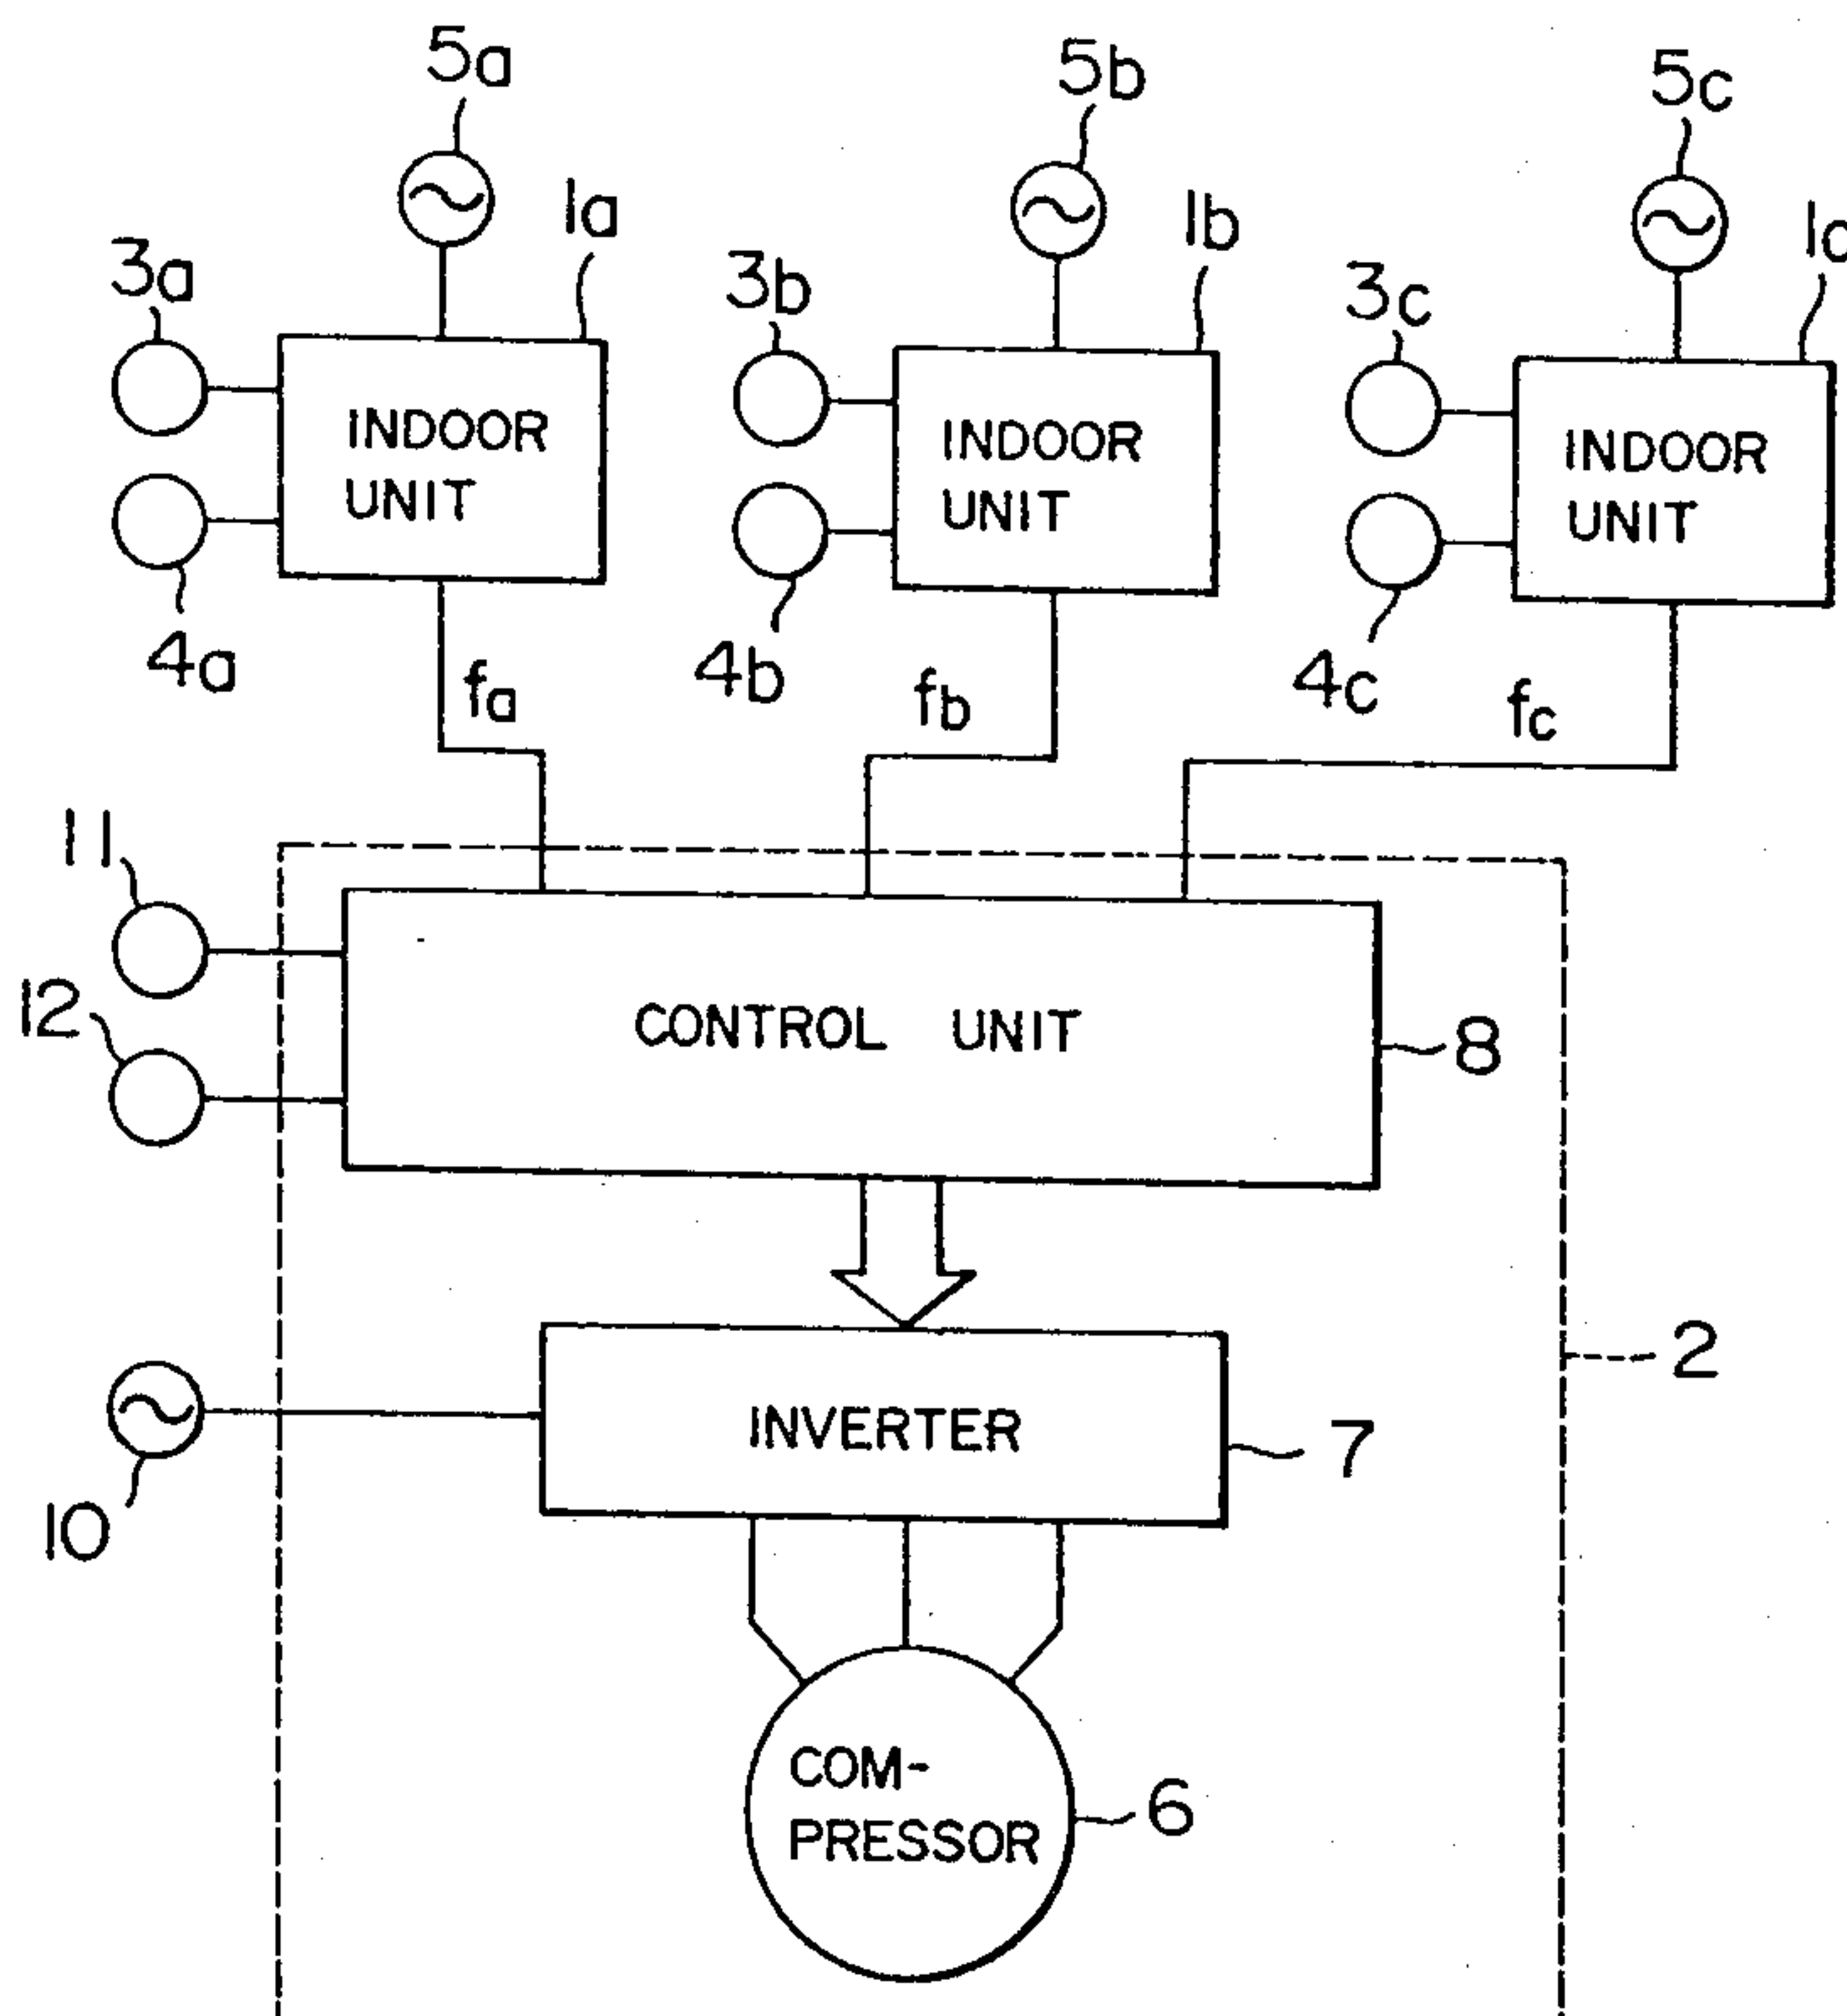 5a
5b
5c
1a
1b
3a
3b
3c
INDOOR
UNIT
INDOOR
UNIT
INDOOR
UNIT
4a
4b
4c
fa
fb
fc
11
12
CONTROL UNIT
8
2
INVERTER
7
10
COM-
PRESSOR
6